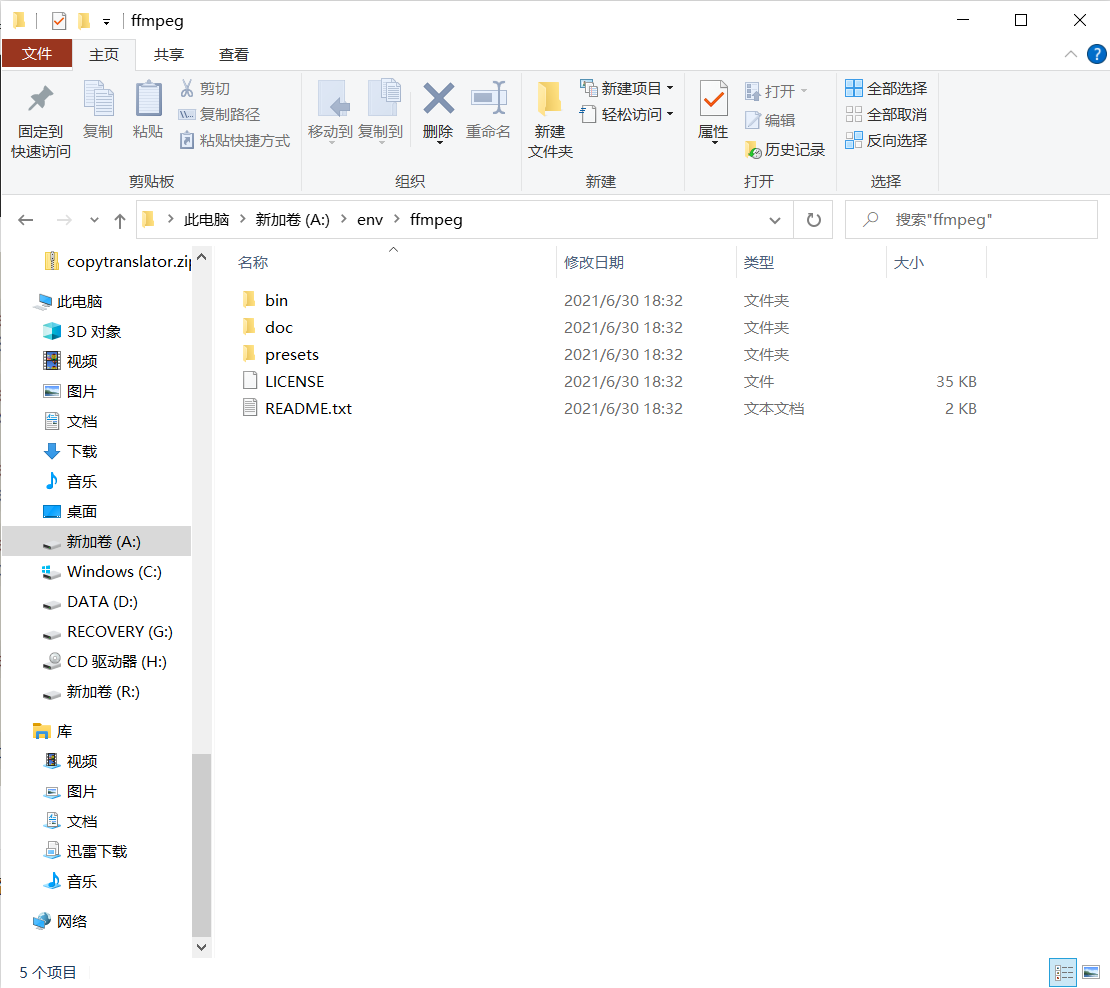 ffmpeg
文件 主页 共享 查看
固定到快速访问
复制
粘贴
剪切
复制路径
粘贴快捷方式
剪贴板
移动到
复制到
删除
重命名
组织
新建文件夹
新建项目
轻松访问
新建
属性
打开
编辑
历史记录
打开
全部选择
全部取消
反向选择
选择
此电脑 > 新加卷 (A:) > env > ffmpeg
搜索"ffmpeg"
copytranslator.zip
此电脑
3D 对象
视频
图片
文档
下载
音乐
桌面
新加卷 (A:)
Windows (C:)
DATA (D:)
RECOVERY (G:)
CD 驱动器 (H:)
新加卷 (R:)
库
视频
图片
文档
迅雷下载
音乐
网络
名称 修改日期 类型 大小
bin 2021/6/30 18:32 文件夹
doc 2021/6/30 18:32 文件夹
presets 2021/6/30 18:32 文件夹
LICENSE 2021/6/30 18:32 文件 35 KB
README.txt 2021/6/30 18:32 文本文档 2 KB
5 个项目